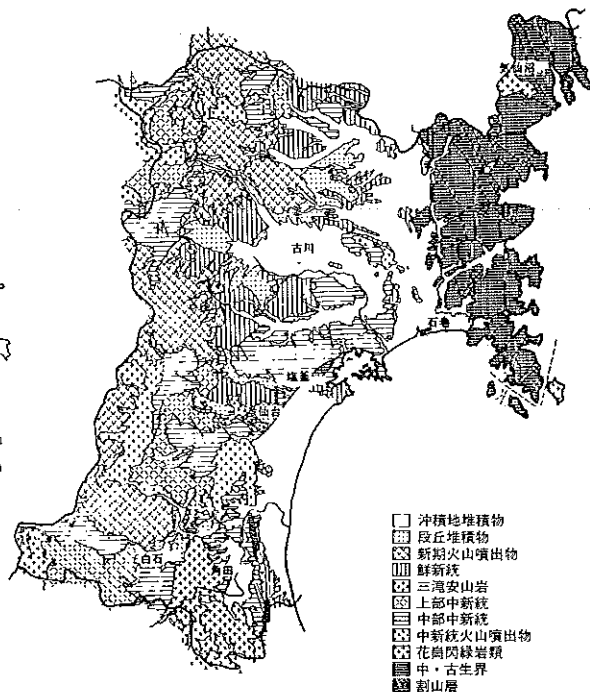 気仙沼
古川
石巻
塩釜
仙台
白石
角田
沖積地堆積物
段丘堆積物
新期火山噴出物
鮮新統
三滝安山岩
上部中新統
中部中新統
中新統火山噴出物
花崗閃緑岩類
中・古生界
割山層